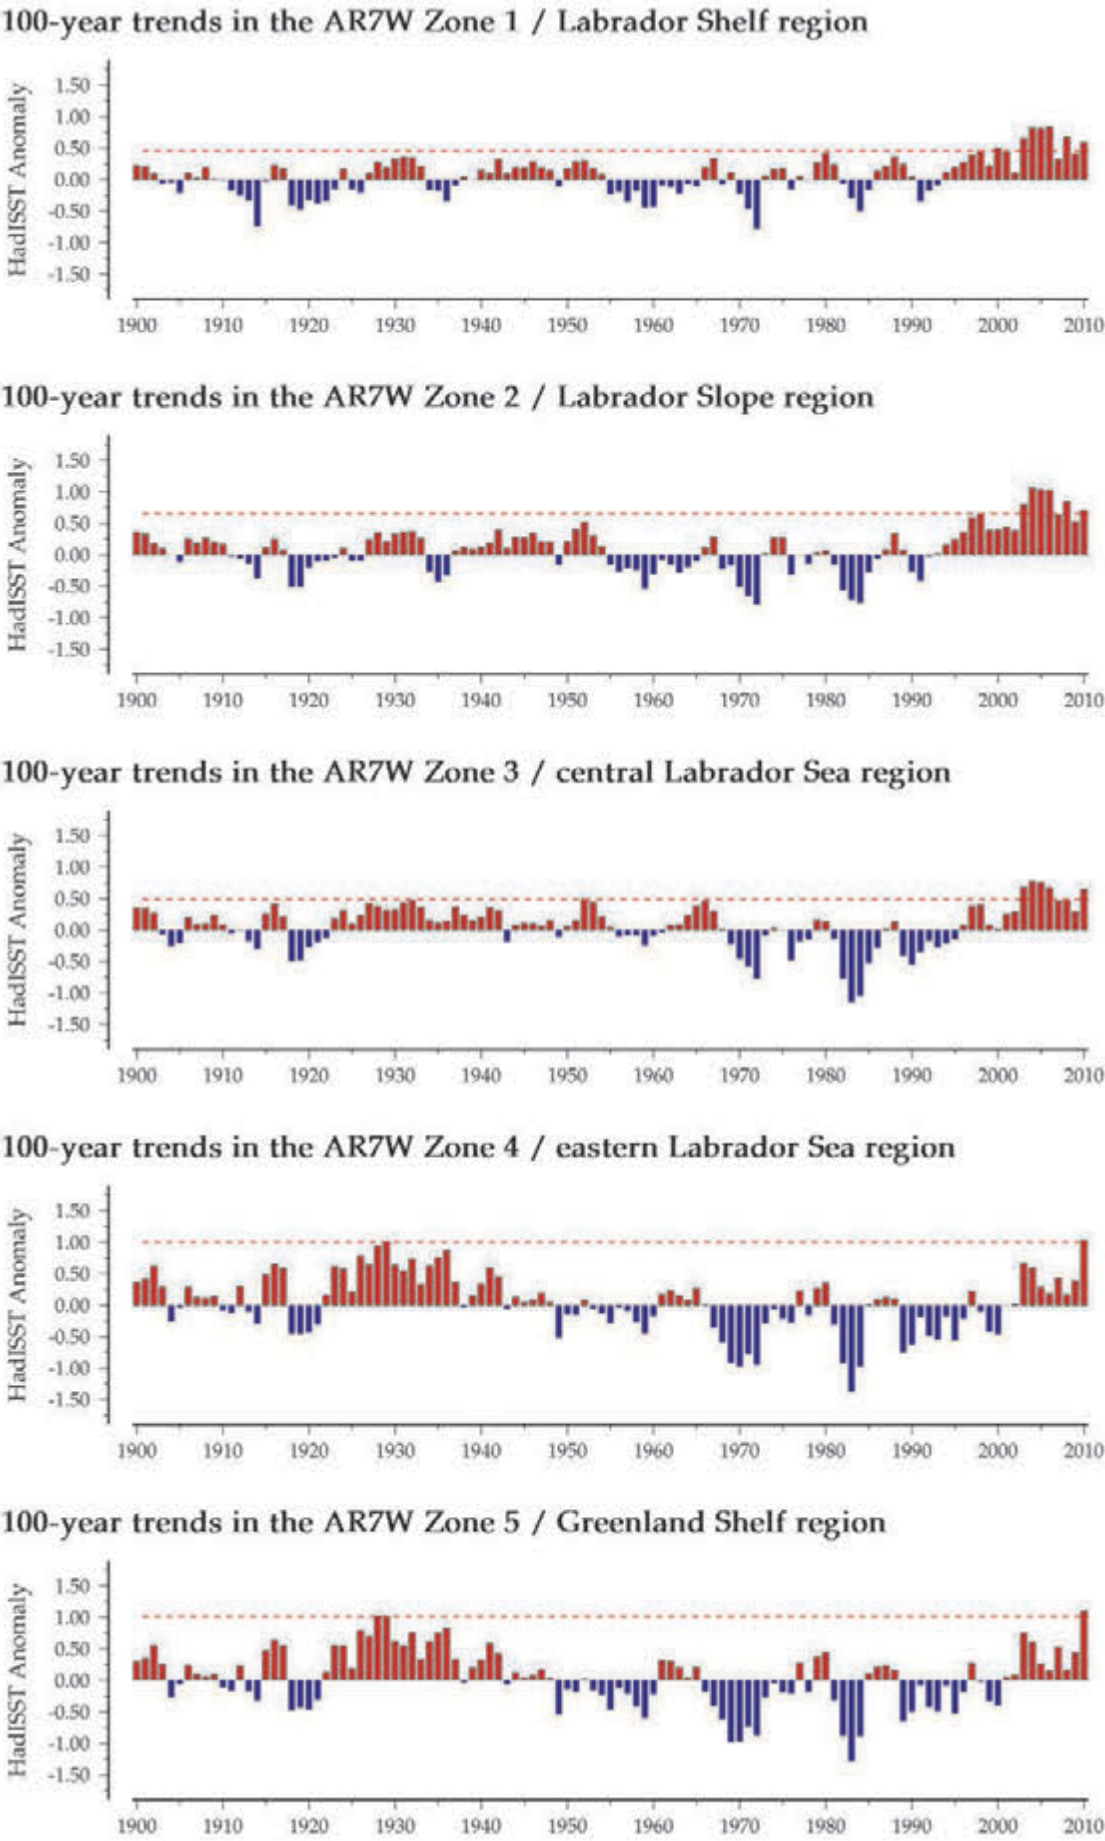 100-year trends in the AR7W Zone 1 / Labrador Shelf region
HadISST Anomaly
1.50
1.00
0.50
0.00
-0.50
-1.00
-1.50
1900 1910 1920 1930 1940 1950 1960 1970 1980 1990 2000 2010
100-year trends in the AR7W Zone 2 / Labrador Slope region
HadISST Anomaly
1.50
1.00
0.50
0.00
-0.50
-1.00
-1.50
1900 1910 1920 1930 1940 1950 1960 1970 1980 1990 2000 2010
100-year trends in the AR7W Zone 3 / central Labrador Sea region
HadISST Anomaly
1.50
1.00
0.50
0.00
-0.50
-1.00
-1.50
1900 1910 1920 1930 1940 1950 1960 1970 1980 1990 2000 2010
100-year trends in the AR7W Zone 4 / eastern Labrador Sea region
HadISST Anomaly
1.50
1.00
0.50
0.00
-0.50
-1.00
-1.50
1900 1910 1920 1930 1940 1950 1960 1970 1980 1990 2000 2010
100-year trends in the AR7W Zone 5 / Greenland Shelf region
HadISST Anomaly
1.50
1.00
0.50
0.00
-0.50
-1.00
-1.50
1900 1910 1920 1930 1940 1950 1960 1970 1980 1990 2000 2010